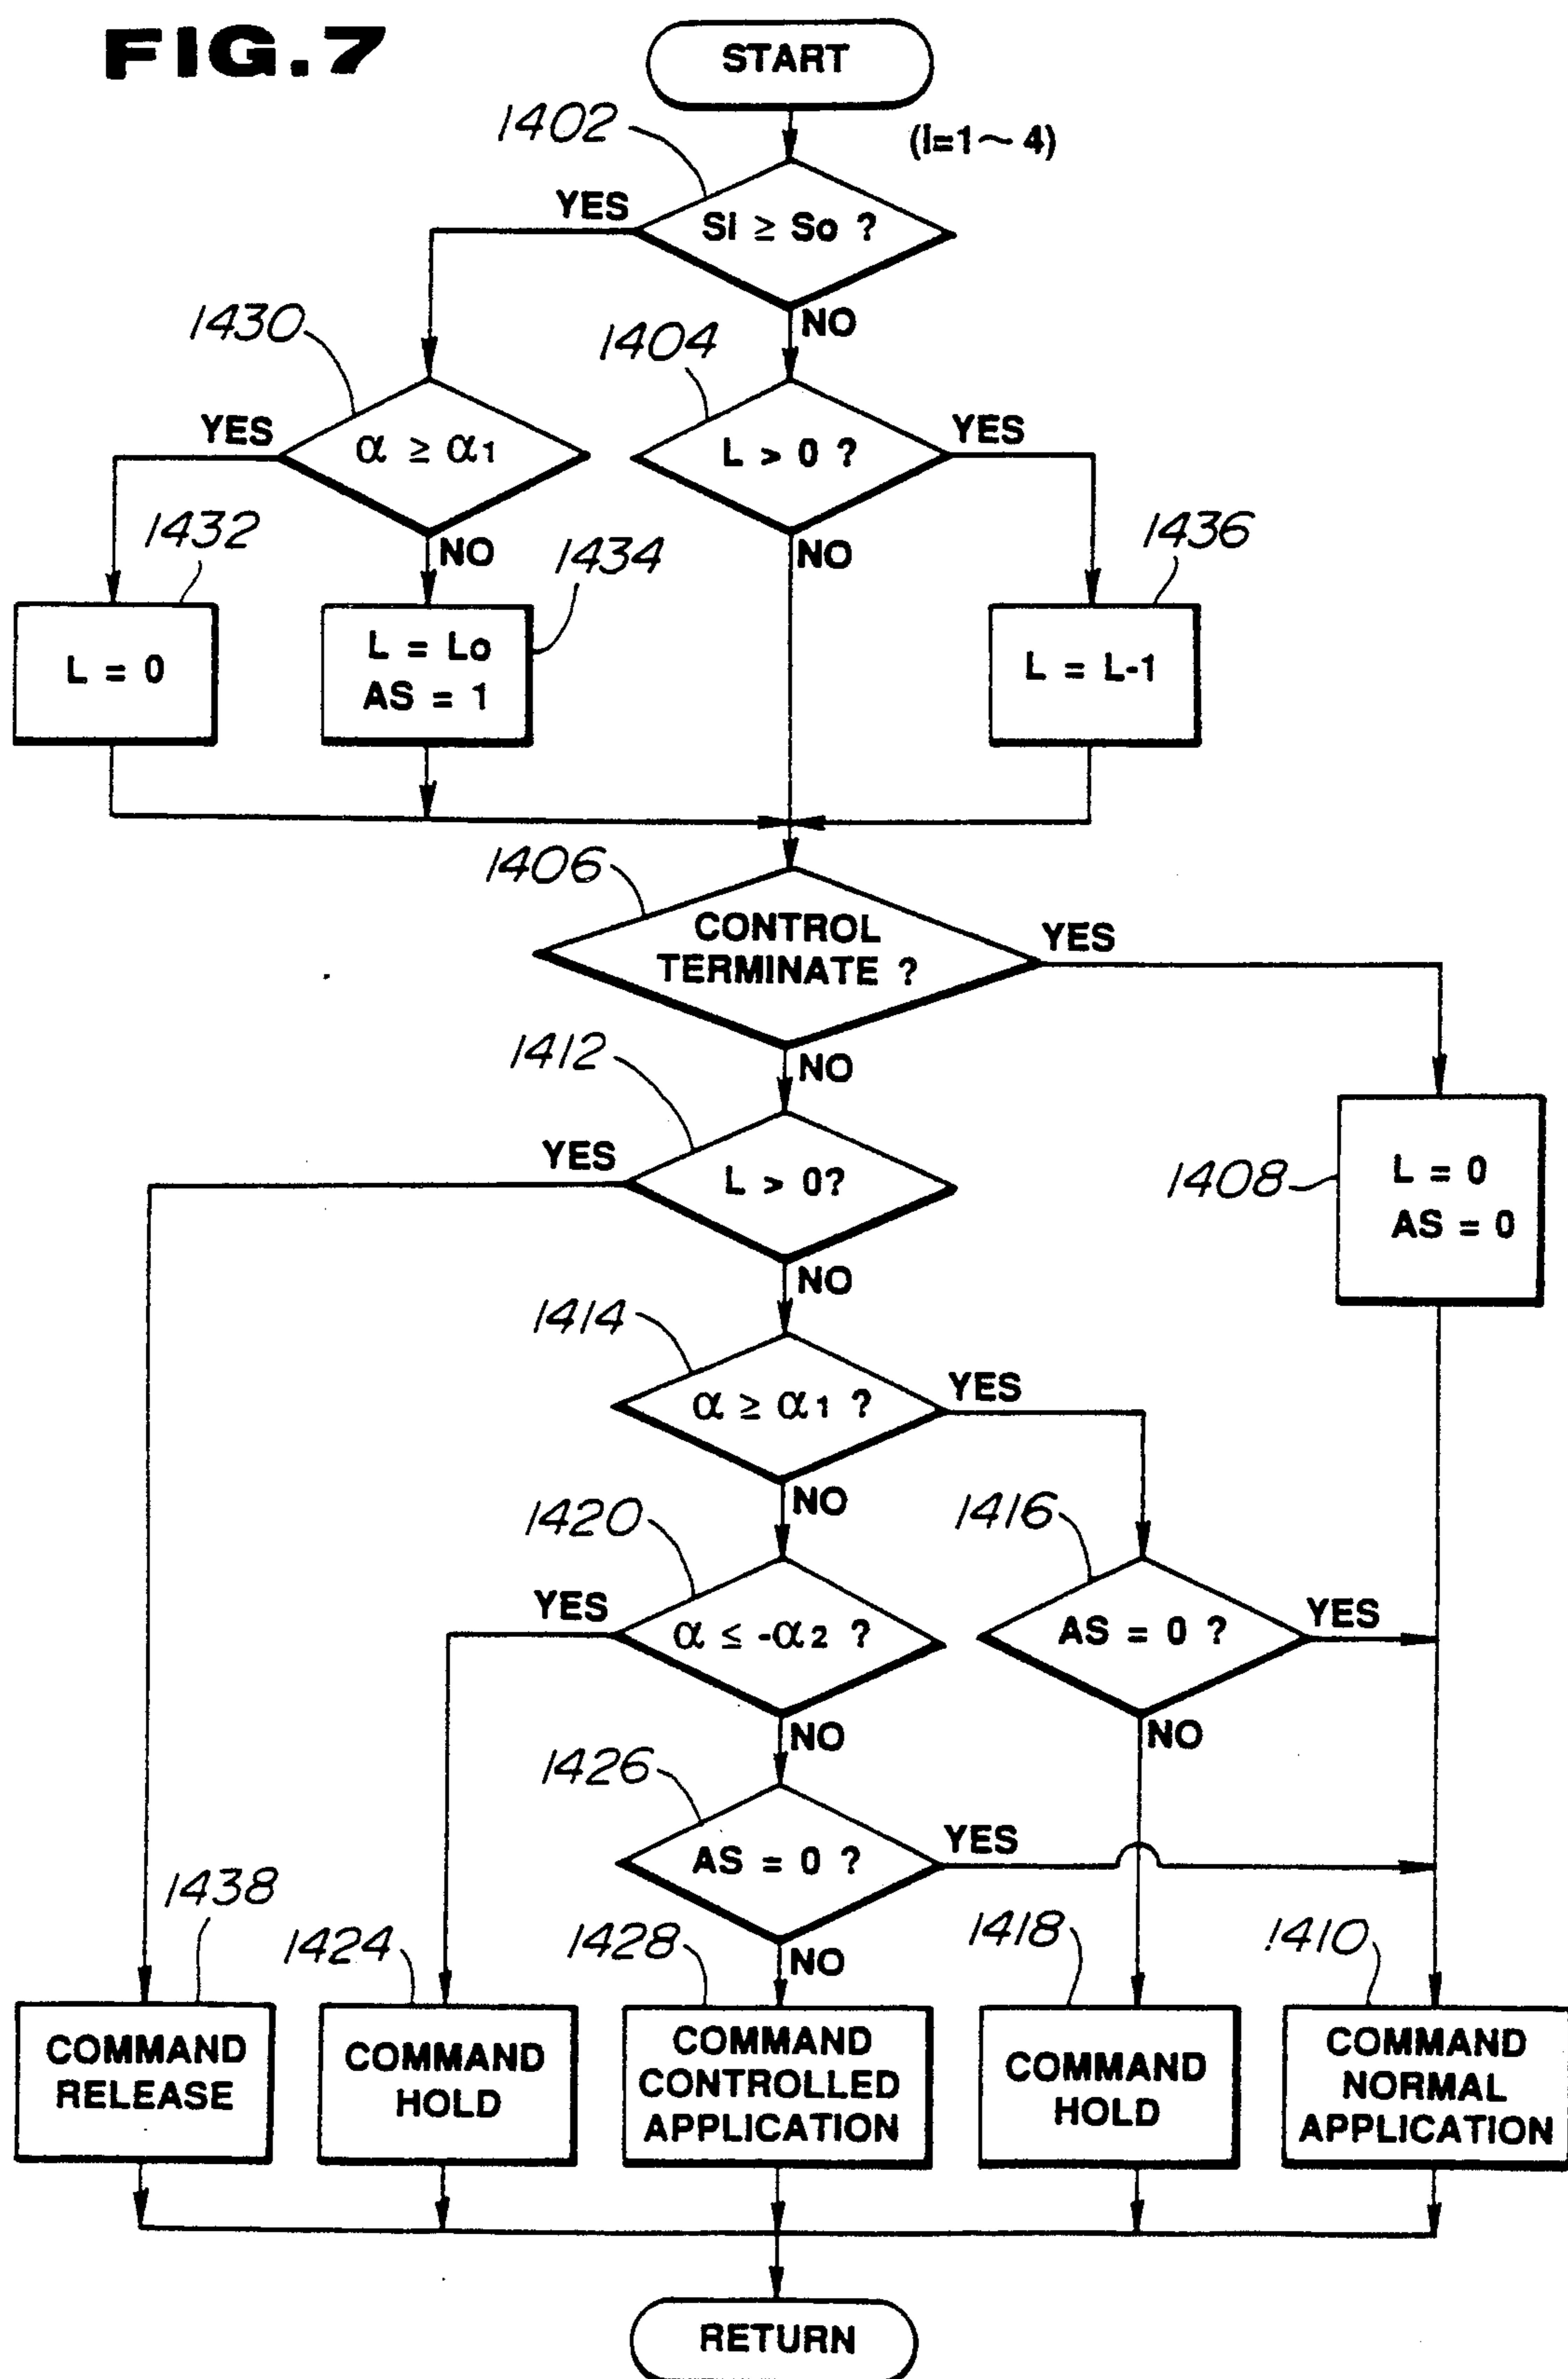 FIG.7
START
1402
(i=1~4)
YES
Si ≥ So ?
NO
1430
1404
YES
α ≥ α1
L > 0 ?
YES
1432
NO
1434
NO
1436
L = 0
L = Lo
AS = 1
L = L-1
1406
CONTROL
TERMINATE ?
YES
1412
NO
YES
L > 0?
1408
L = 0
AS = 0
NO
1414
α ≥ α1 ?
YES
NO
1420
1416
YES
α ≤ -α2 ?
AS = 0 ?
YES
NO
NO
1426
AS = 0 ?
YES
1438
1424
1428
NO
1418
1410
COMMAND
RELEASE
COMMAND
HOLD
COMMAND
CONTROLLED
APPLICATION
COMMAND
HOLD
COMMAND
NORMAL
APPLICATION
RETURN